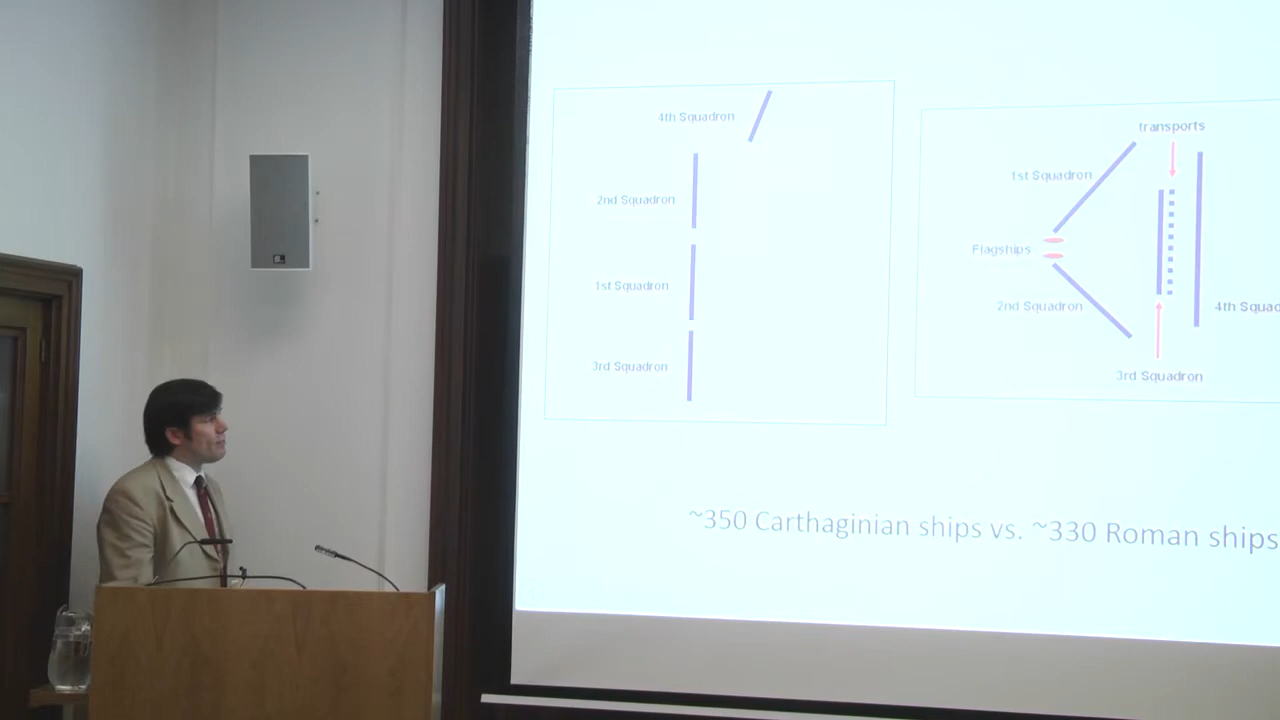 4th Squadron
2nd Squadron
1st Squadron
3rd Squadron
transports
1st Squadron
Flagships
2nd Squadron
4th Squad
3rd Squadron
~350 Carthaginian ships vs. ~330 Roman ships